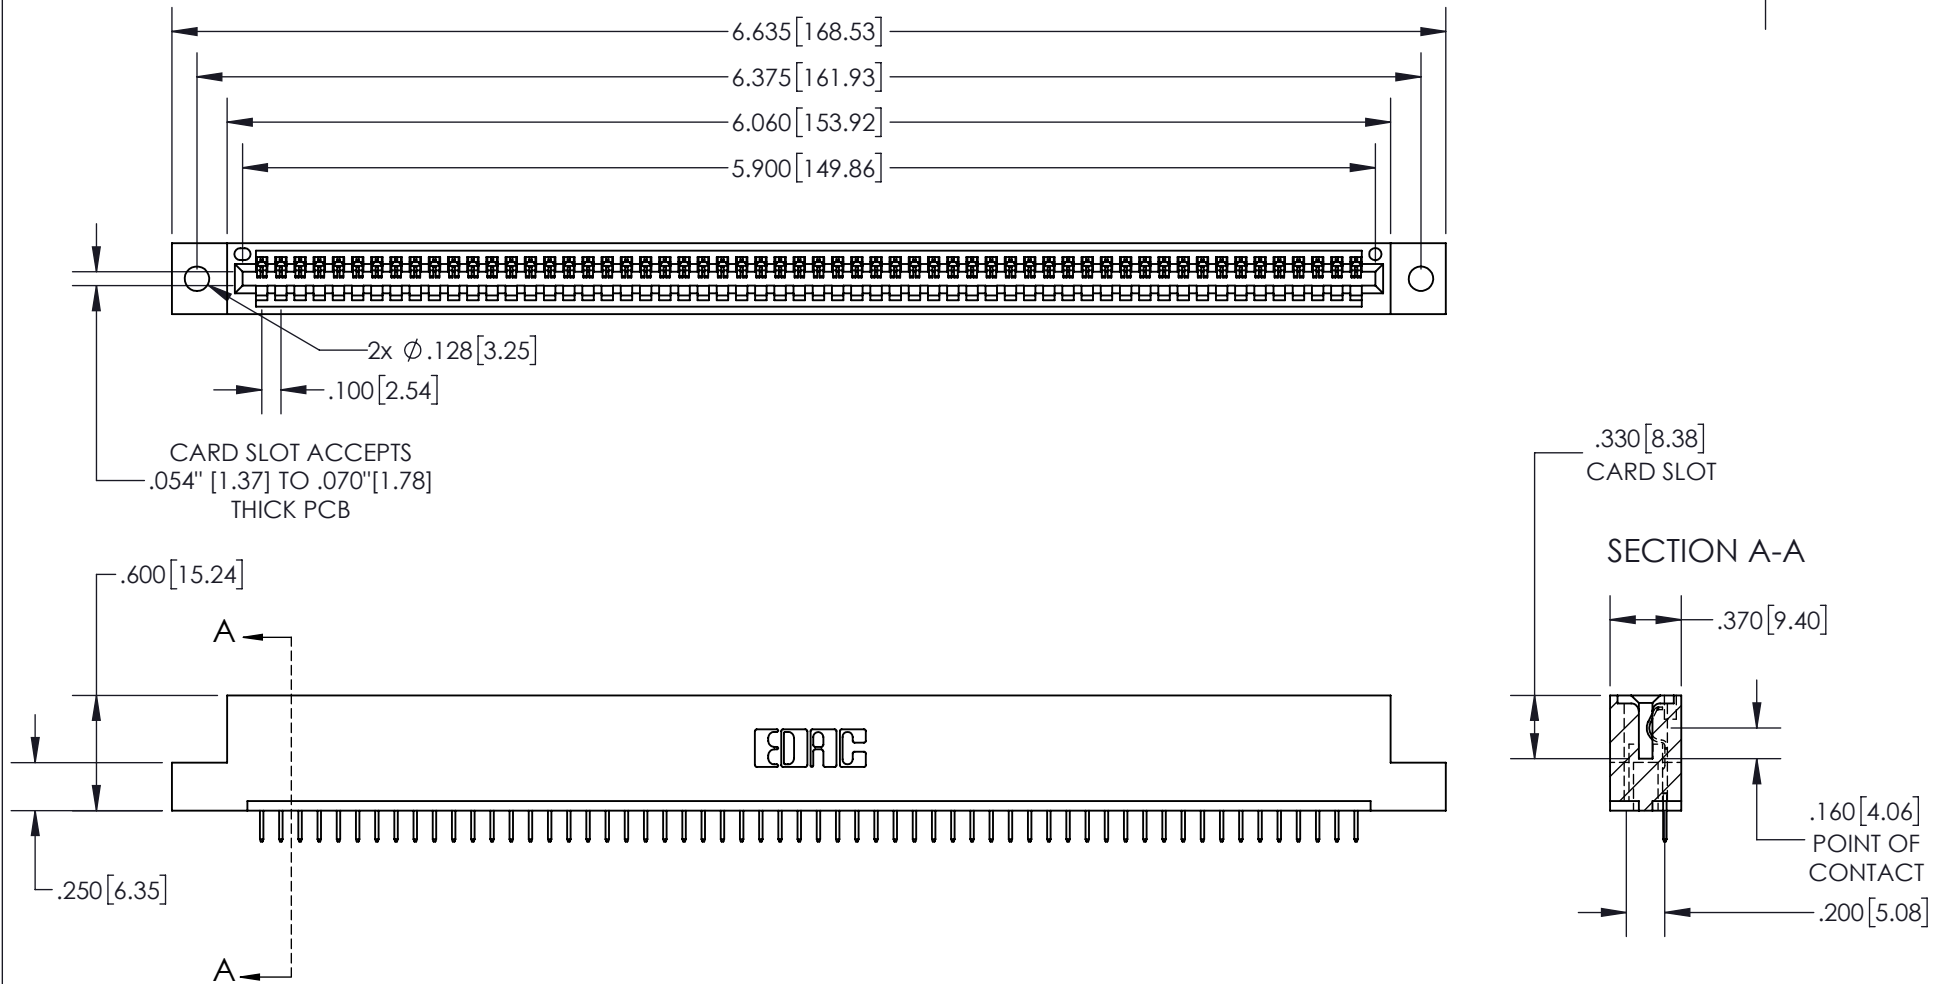 6.635[168.53]
6.375[161.93]
6.060[153.92]
5.900[149.86]
2x ∅.128[3.25]
.100[2.54]
CARD SLOT ACCEPTS
.054" [1.37] TO .070"[1.78]
THICK PCB
.330[8.38]
CARD SLOT
SECTION A-A
.600[15.24]
.370[9.40]
A
EDAC
.160[4.06]
POINT OF
CONTACT
.250[6.35]
.200[5.08]
A